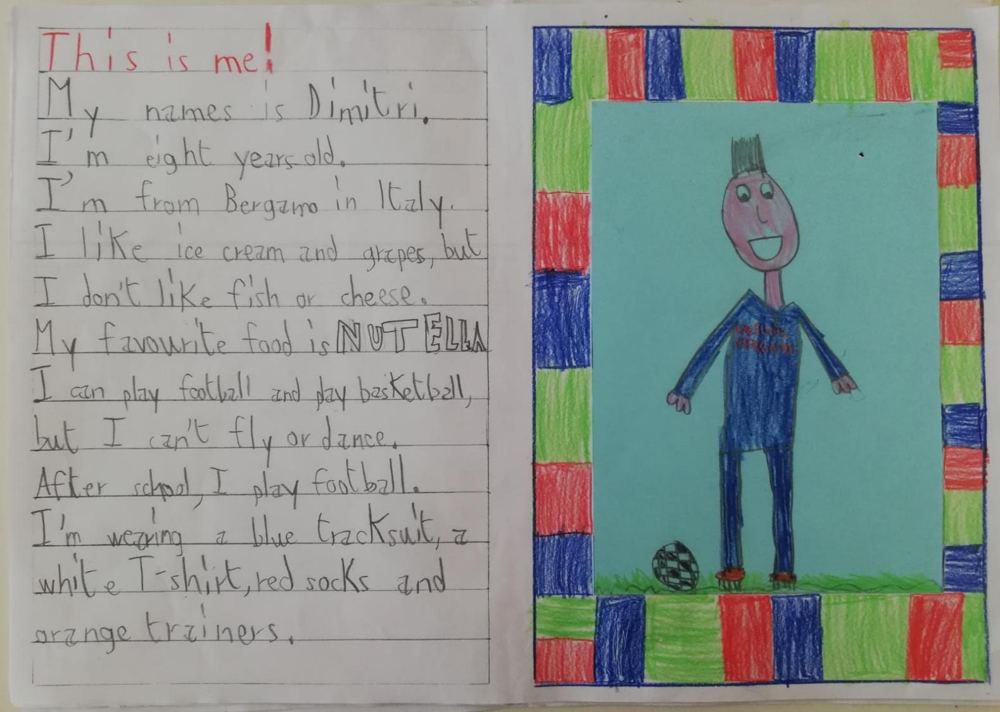 This is me!
My names is Dimitri.
I'm eight years old.
I'm from Bergamo in Italy.
I like ice cream and grapes, but
I don't like fish or cheese.
My favourite food is NUTELLA
I can play football and play basketball,
but I can't fly or dance.
After school, I play football.
I'm wearing a blue tracksuit, a
white T-shirt, red socks and
orange trainers.